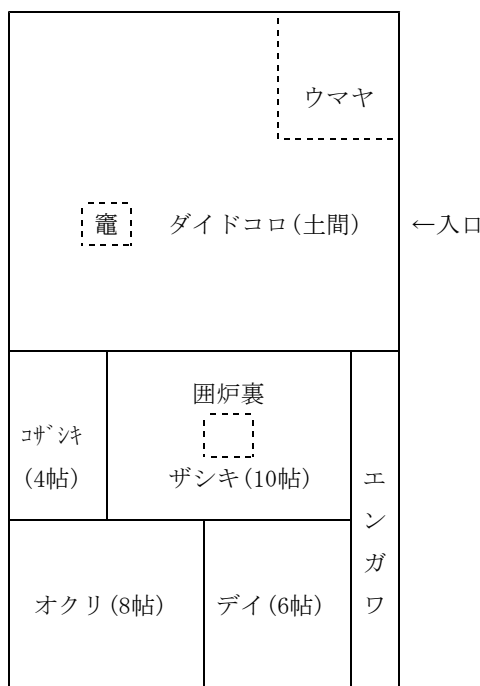 ウマヤ
竈
ダイドコロ(土間)
←入口
囲炉裏
ｺｻﾞｼｷ
(4帖)
ザシキ(10帖)
エンガワ
オクリ(8帖)
デイ(6帖)